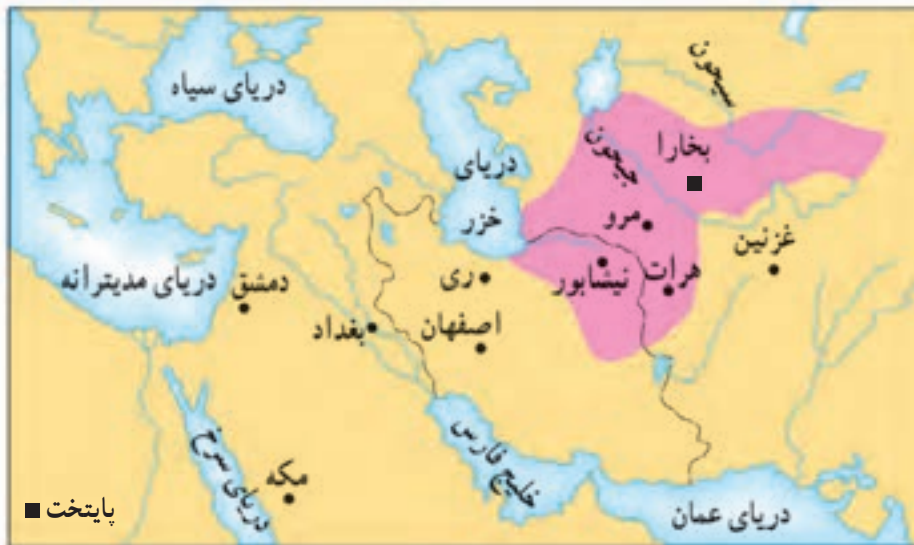 دریای سیاه
سیحون
بخارا
جیحون
دریای
خزر
مرو
غزنین
هرات
نیشابور
ری
دریای مدیترانه
دمشق
بغداد
اصفهان
خلیج فارس
دریای سرخ
مکه
دریای عمان
پایتخت